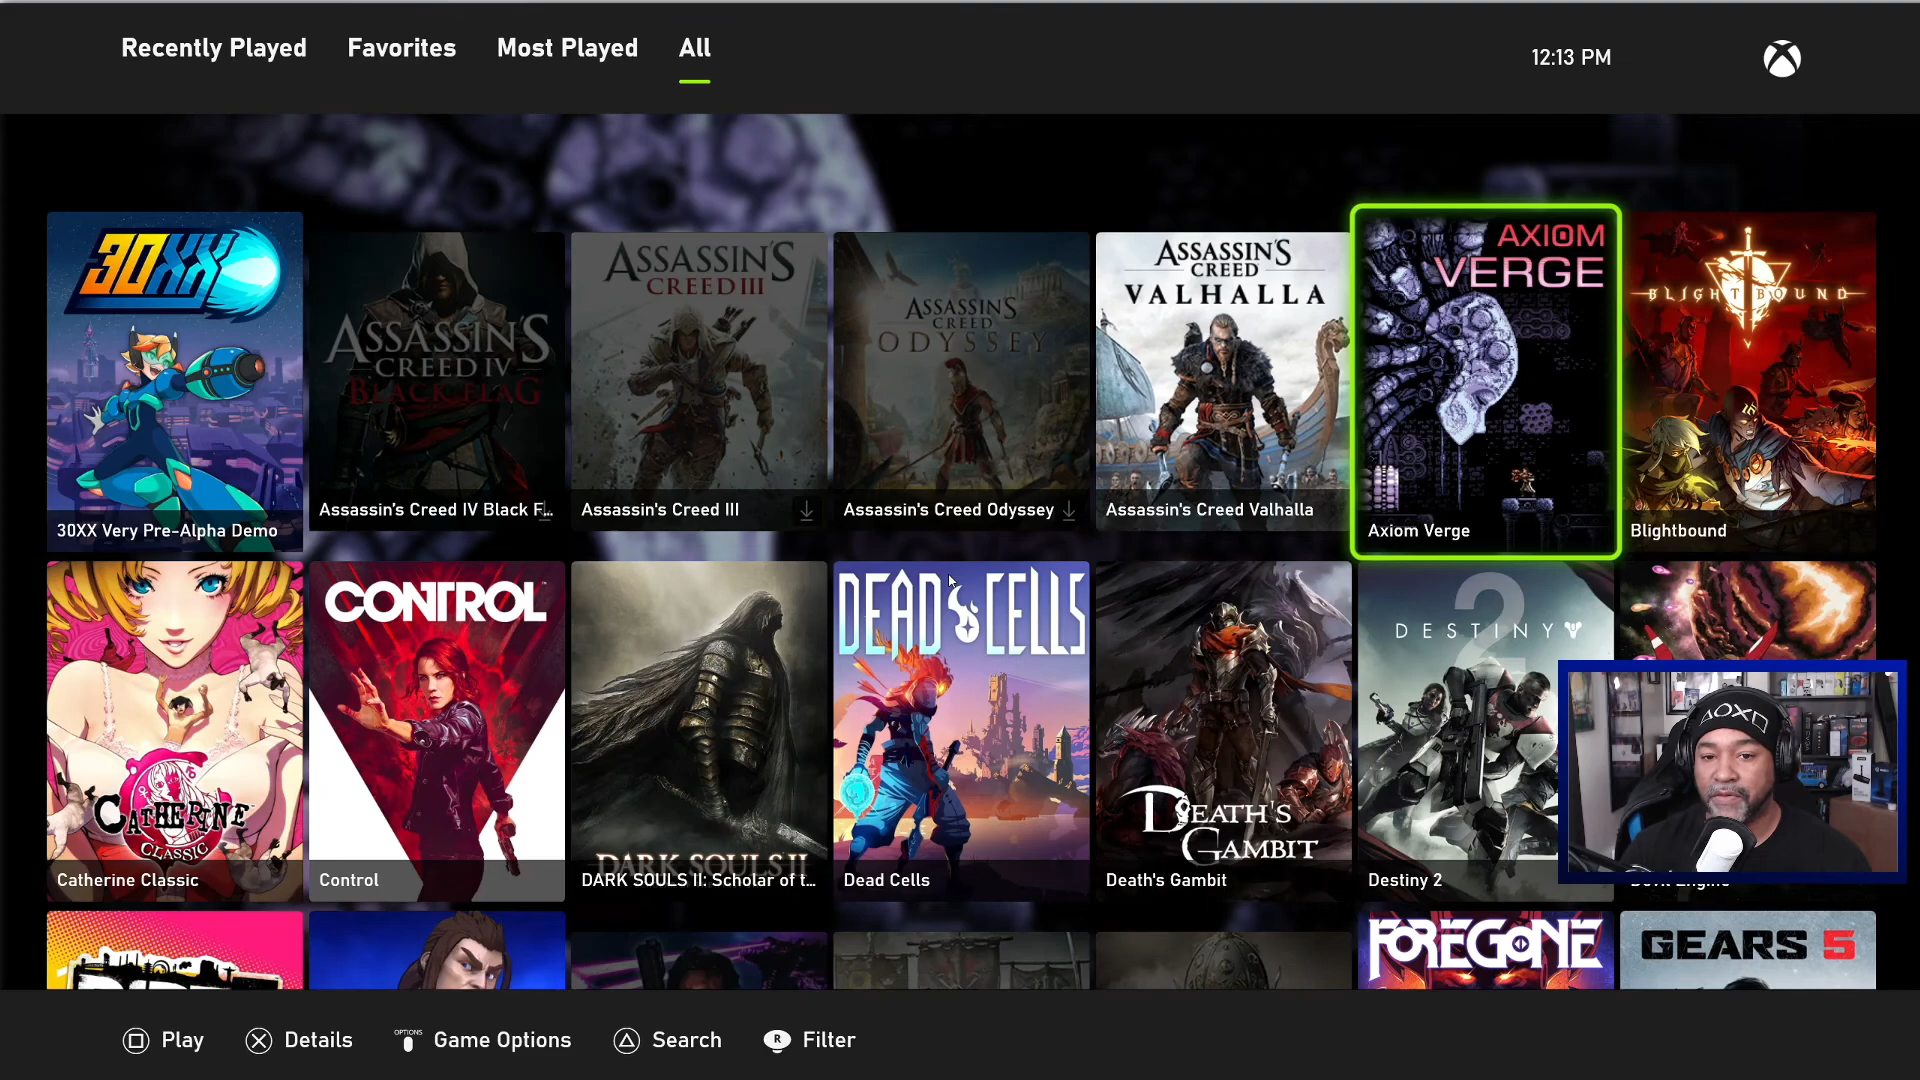 Recently Played Favorites Most Played All
12:13 PM
30XX
30XX Very Pre-Alpha Demo
ASSASSIN'S
CREED IV
BLACK FLAG
Assassin's Creed IV Black F...
ASSASSIN'S
CREED III
Assassin's Creed III
ASSASSIN'S
CREED
ODYSSEY
Assassin's Creed Odyssey
ASSASSIN'S
CREED
VALHALLA
Assassin's Creed Valhalla
AXIOM
VERGE
Axiom Verge
BLIGHTBOUND
Blightbound
CATHERINE
CLASSIC
Catherine Classic
CONTROL
Control
DARK SOULS II
DARK SOULS II: Scholar of t...
DEAD CELLS
Dead Cells
DEATH'S
GAMBIT
Death's Gambit
2
DESTINY
Destiny 2
FOREGONE
GEARS 5
Play Details OPTIONS Game Options Search R Filter